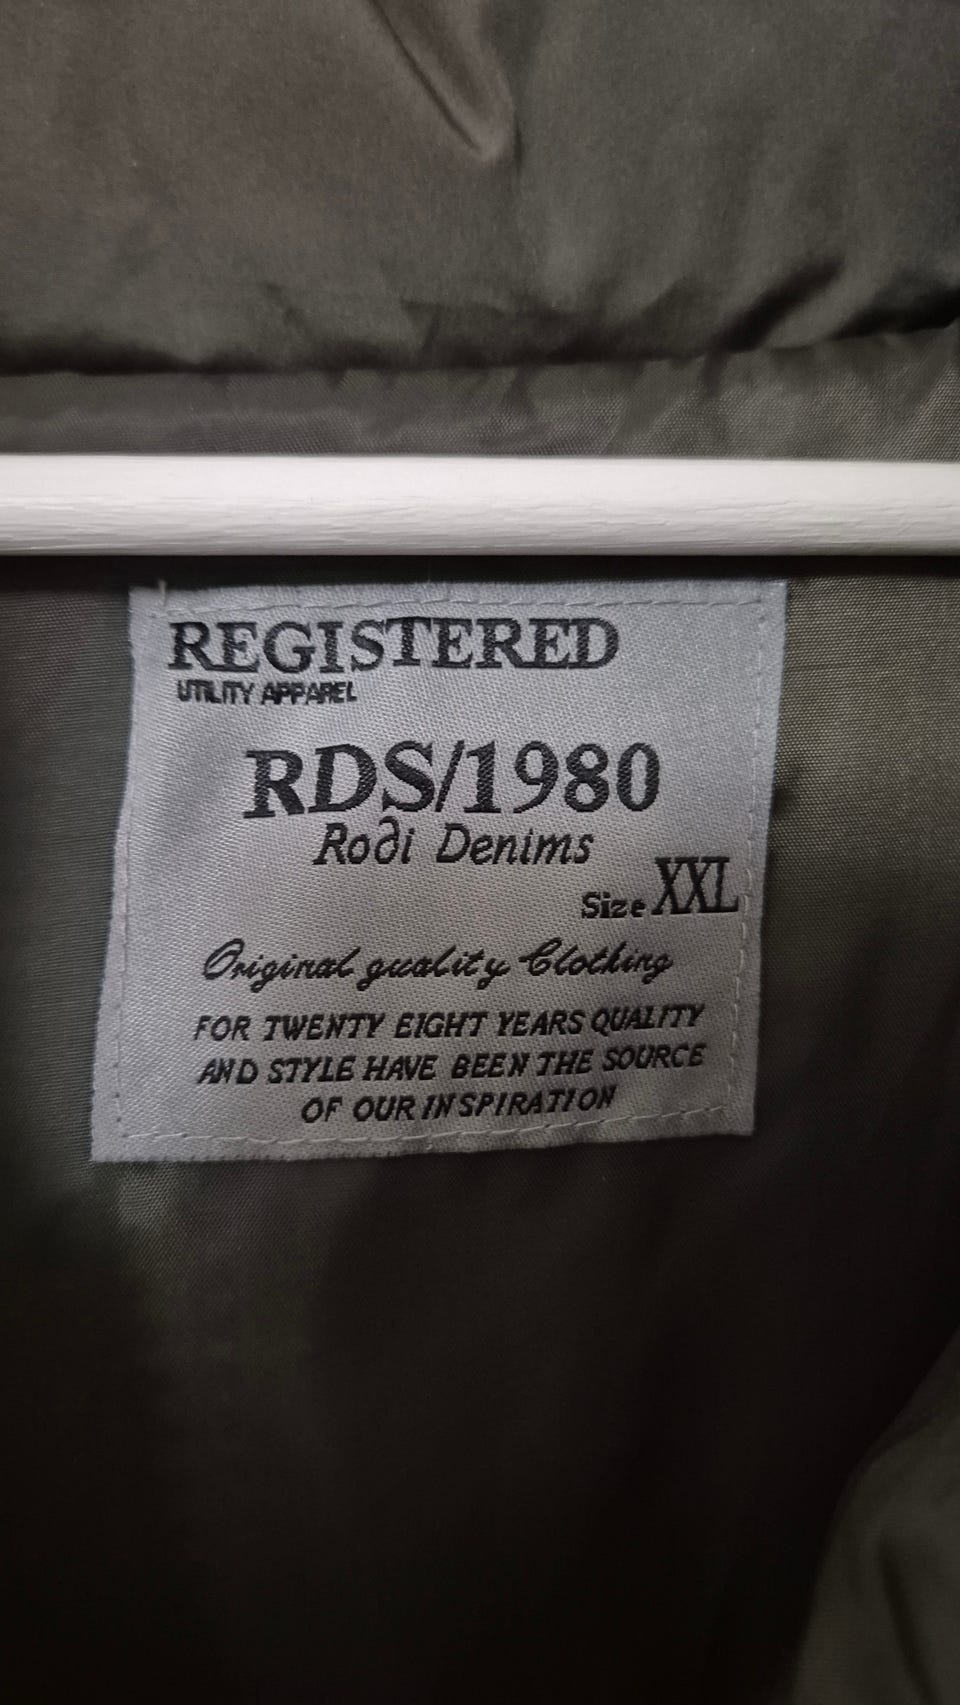 REGISTERED
UTILITY APPAREL
RDS/1980
Rodi Denims
Size XXL
Original quality Clothing
FOR TWENTY EIGHT YEARS QUALITY
AND STYLE HAVE BEEN THE SOURCE
OF OUR INSPIRATION